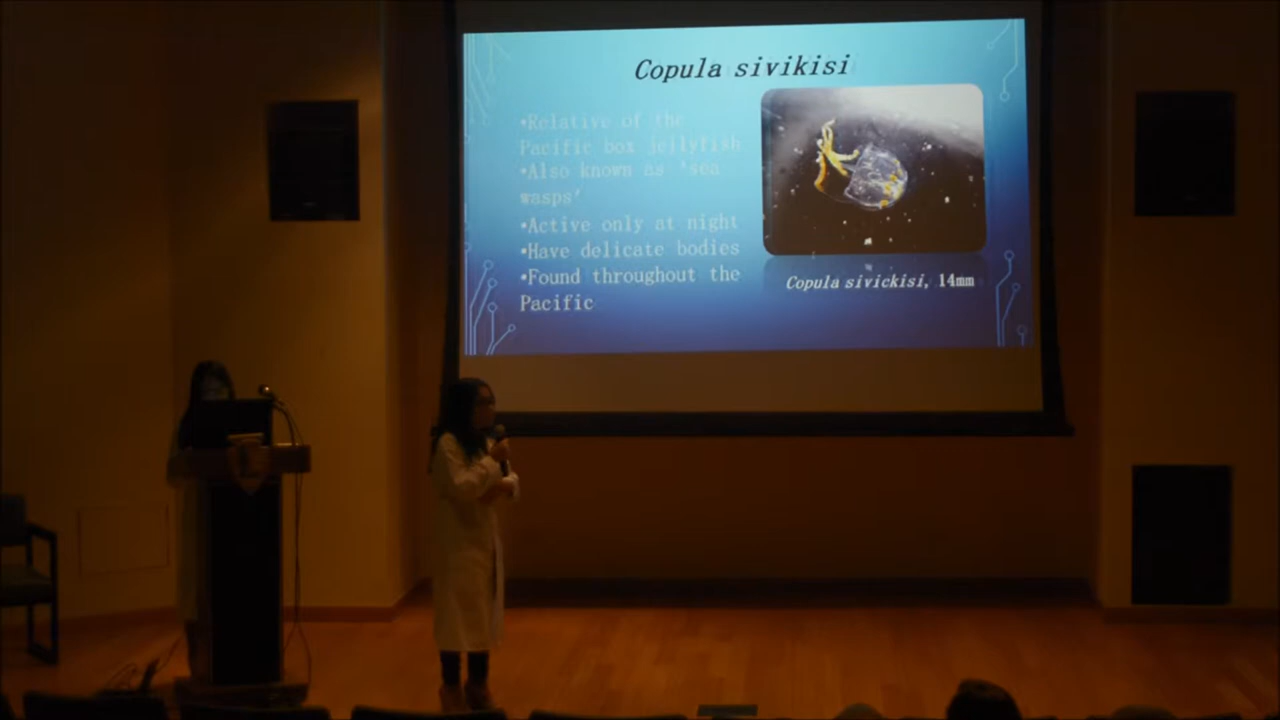 Copula sivikisi
•Relative of the
Pacific box jellyfish
•Also known as 'sea
wasps'
•Active only at night
•Have delicate bodies
•Found throughout the
Pacific
Copula sivickisi, 14mm